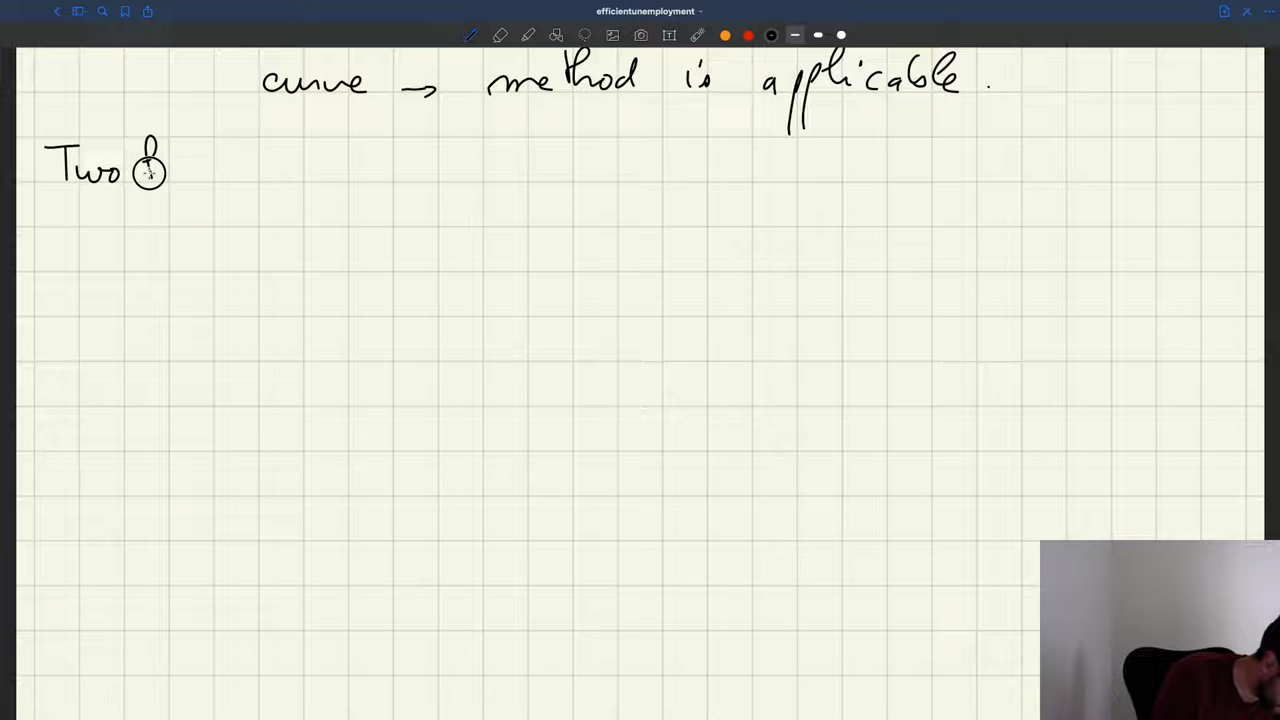 efficientunemployment
curve → method is applicable.
Two